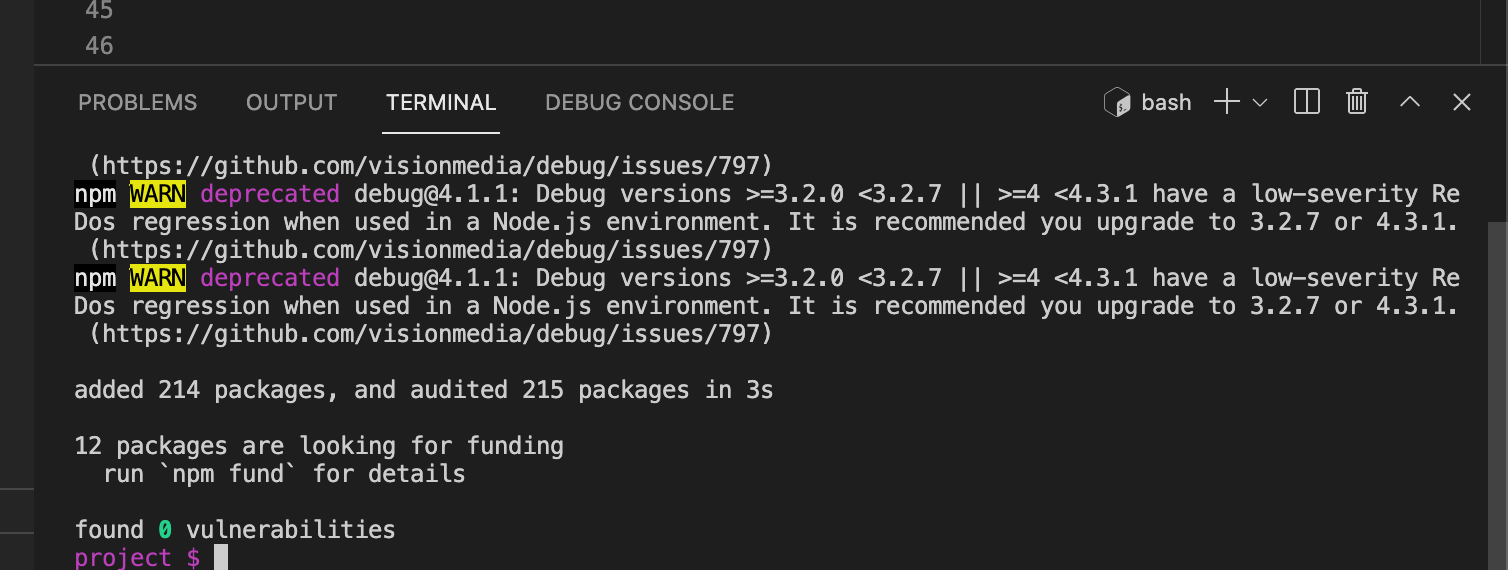 45
46
PROBLEMS OUTPUT TERMINAL DEBUG CONSOLE bash
(https://github.com/visionmedia/debug/issues/797)
npm WARN deprecated debug@4.1.1: Debug versions >=3.2.0 <3.2.7 || >=4 <4.3.1 have a low-severity Re
Dos regression when used in a Node.js environment. It is recommended you upgrade to 3.2.7 or 4.3.1.
(https://github.com/visionmedia/debug/issues/797)
npm WARN deprecated debug@4.1.1: Debug versions >=3.2.0 <3.2.7 || >=4 <4.3.1 have a low-severity Re
Dos regression when used in a Node.js environment. It is recommended you upgrade to 3.2.7 or 4.3.1.
(https://github.com/visionmedia/debug/issues/797)
added 214 packages, and audited 215 packages in 3s
12 packages are looking for funding
run `npm fund` for details
found 0 vulnerabilities
project $